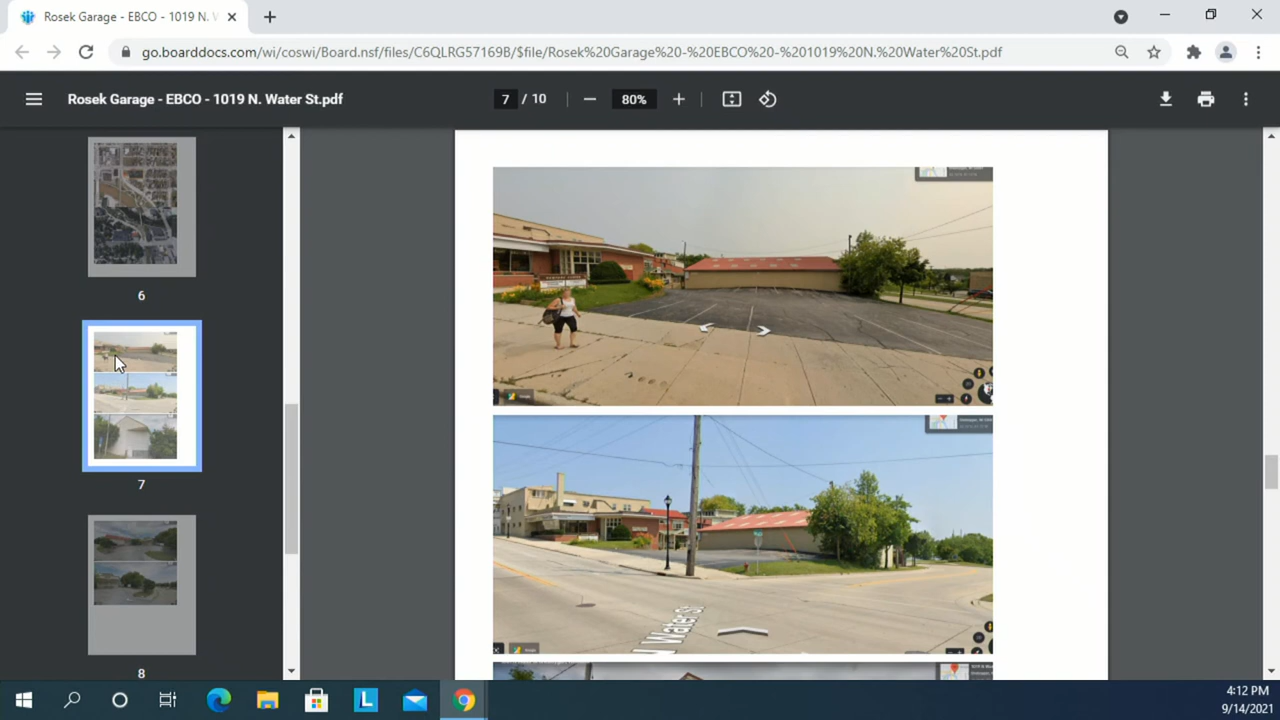 Rosek Garage - EBCO - 1019 N. W
go.boarddocs.com/wi/coswi/Board.nsf/files/C6QLRG57169B/$file/Rosek%20Garage%20-%20EBCO%20-%201019%20N.%20Water%20St.pdf
Rosek Garage - EBCO - 1019 N. Water St.pdf
7 / 10
80%
6
7
8
N Water St
4:12 PM
9/14/2021